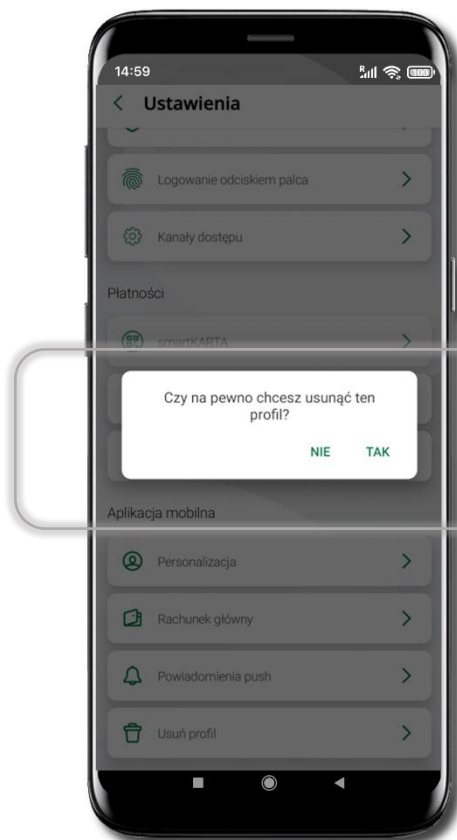 14:59
R
Ustawienia
Logowanie odciskiem palca
Kanały dostępu
Płatności
smartKARTA
Czy na pewno chcesz usunąć ten
profil?
NIE TAK
Aplikacja mobilna
Personalizacja
Rachunek główny
Powiadomienia push
Usuń profil